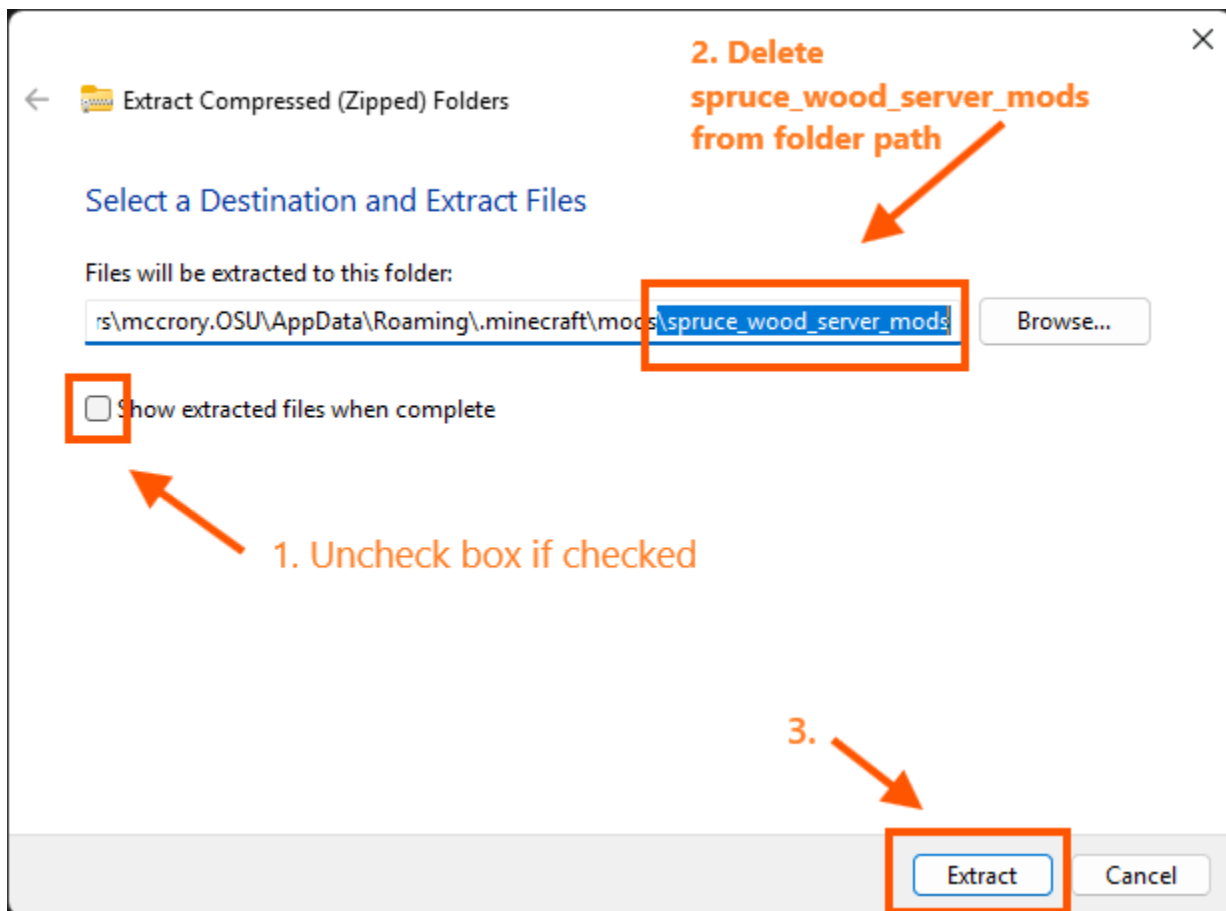 2. Delete
spruce_wood_server_mods
from folder path
Extract Compressed (Zipped) Folders
Select a Destination and Extract Files
Files will be extracted to this folder:
rs\mccrory.OSU\AppData\Roaming\.minecraft\mods\spruce_wood_server_mods
Browse...
Show extracted files when complete
1. Uncheck box if checked
3.
Extract
Cancel